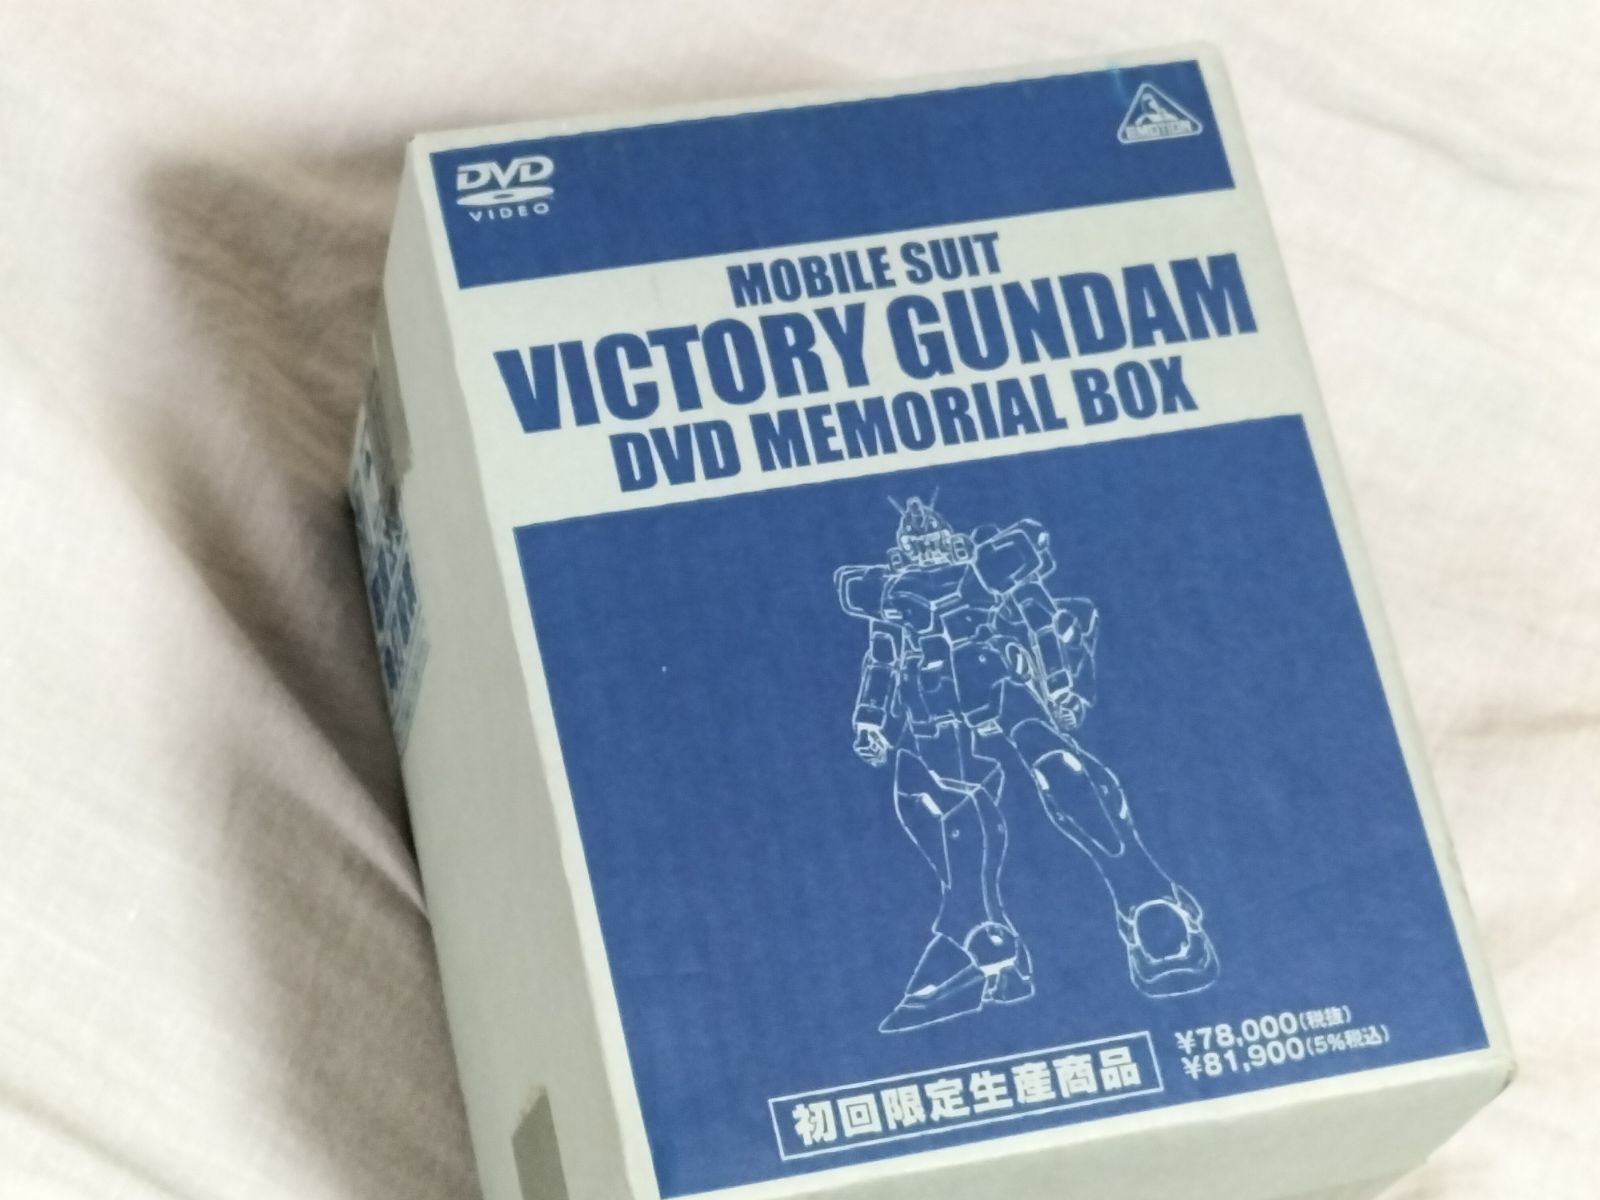 DVD
VIDEO
EMOTION
MOBILE SUIT
VICTORY GUNDAM
DVD MEMORIAL BOX
¥78,000(税抜)
¥81,900(5%税込)
初回限定生産商品